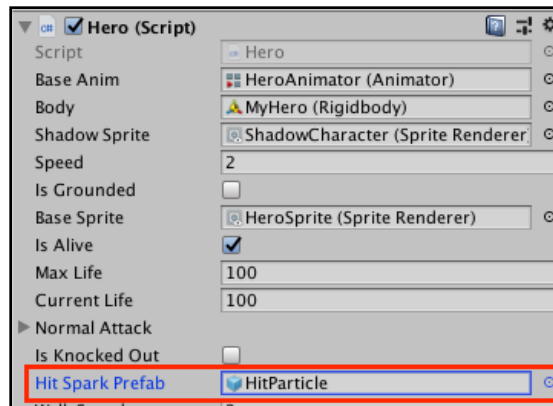 Hero (Script)
Script Hero
Base Anim HeroAnimator (Animator)
Body MyHero (Rigidbody)
Shadow Sprite ShadowCharacter (Sprite Renderer
Speed 2
Is Grounded
Base Sprite HeroSprite (Sprite Renderer)
Is Alive
Max Life 100
Current Life 100
Normal Attack
Is Knocked Out
Hit Spark Prefab HitParticle